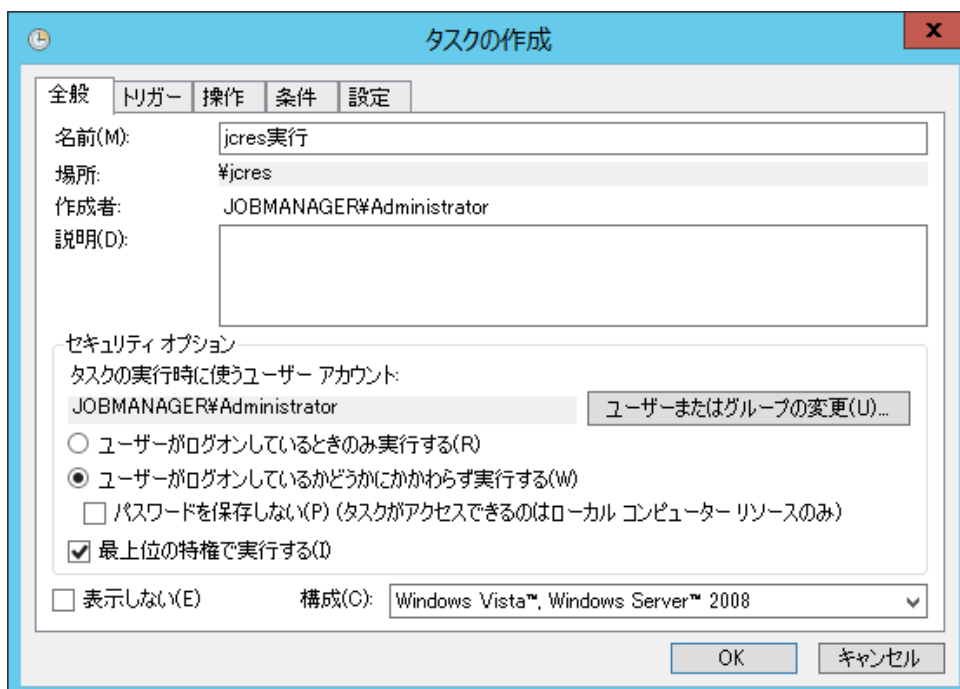 タスクの作成
x
全般 トリガー 操作 条件 設定
名前(M): jcres実行
場所: ¥jcres
作成者: JOBMANAGER¥Administrator
説明(D):
セキュリティ オプション
タスクの実行時に使うユーザー アカウント:
JOBMANAGER¥Administrator ユーザーまたはグループの変更(U)...
ユーザーがログオンしているときのみ実行する(R)
ユーザーがログオンしているかどうかにかかわらず実行する(W)
パスワードを保存しない(P) (タスクがアクセスできるのはローカル コンピューター リソースのみ)
最上位の特権で実行する(I)
表示しない(E) 構成(C): Windows Vista™, Windows Server™ 2008
OK キャンセル